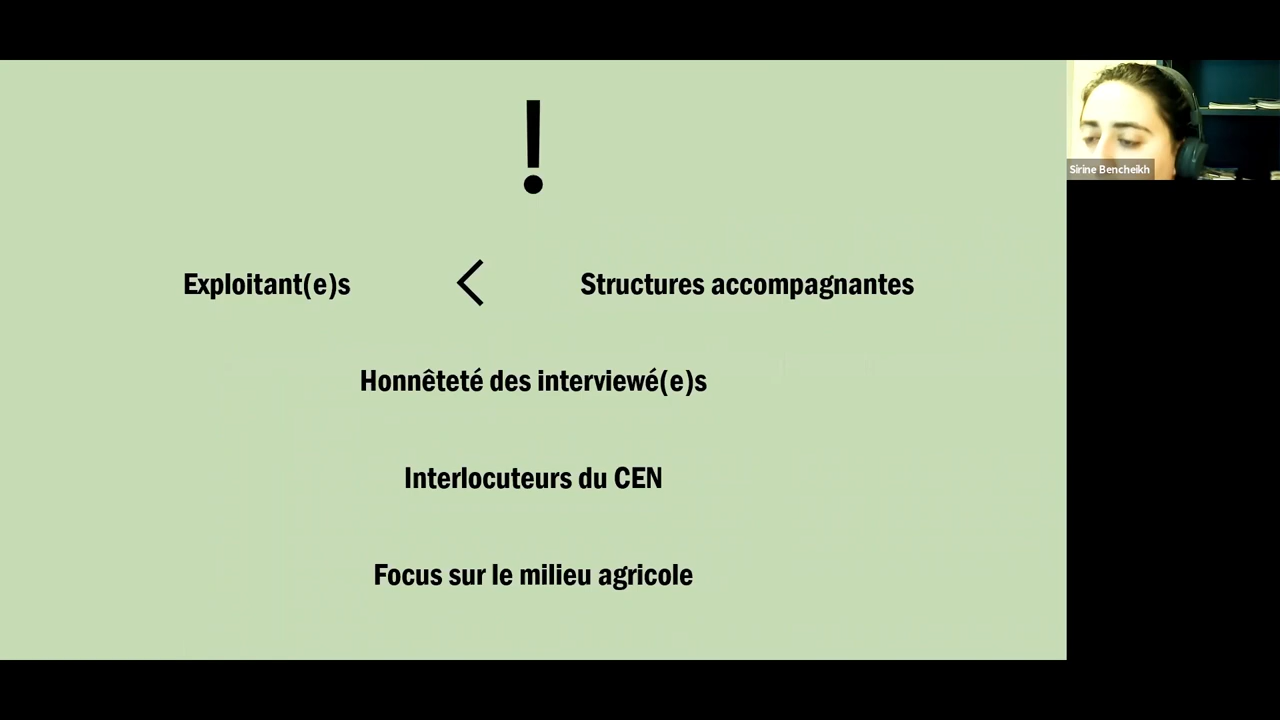 !
Exploitant(e)s < Structures accompagnantes
Honnêteté des interviewé(e)s
Interlocuteurs du CEN
Focus sur le milieu agricole
Sirine Bencheikh